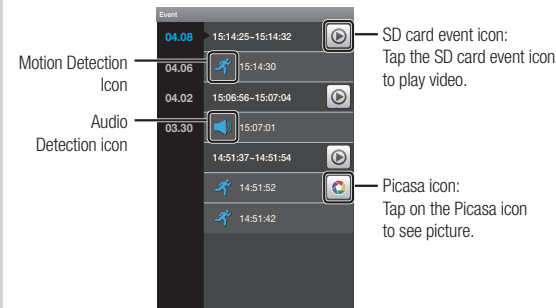 Event
04.08
15:14:25~15:14:32
04.06
15:14:30
04.02
15:06:56~15:07:04
03.30
15:07:01
14:51:37~14:51:54
14:51:52
14:51:42
Motion Detection
Icon
Audio
Detection icon
SD card event icon:
Tap the SD card event icon
to play video.
Picasa icon:
Tap on the Picasa icon
to see picture.